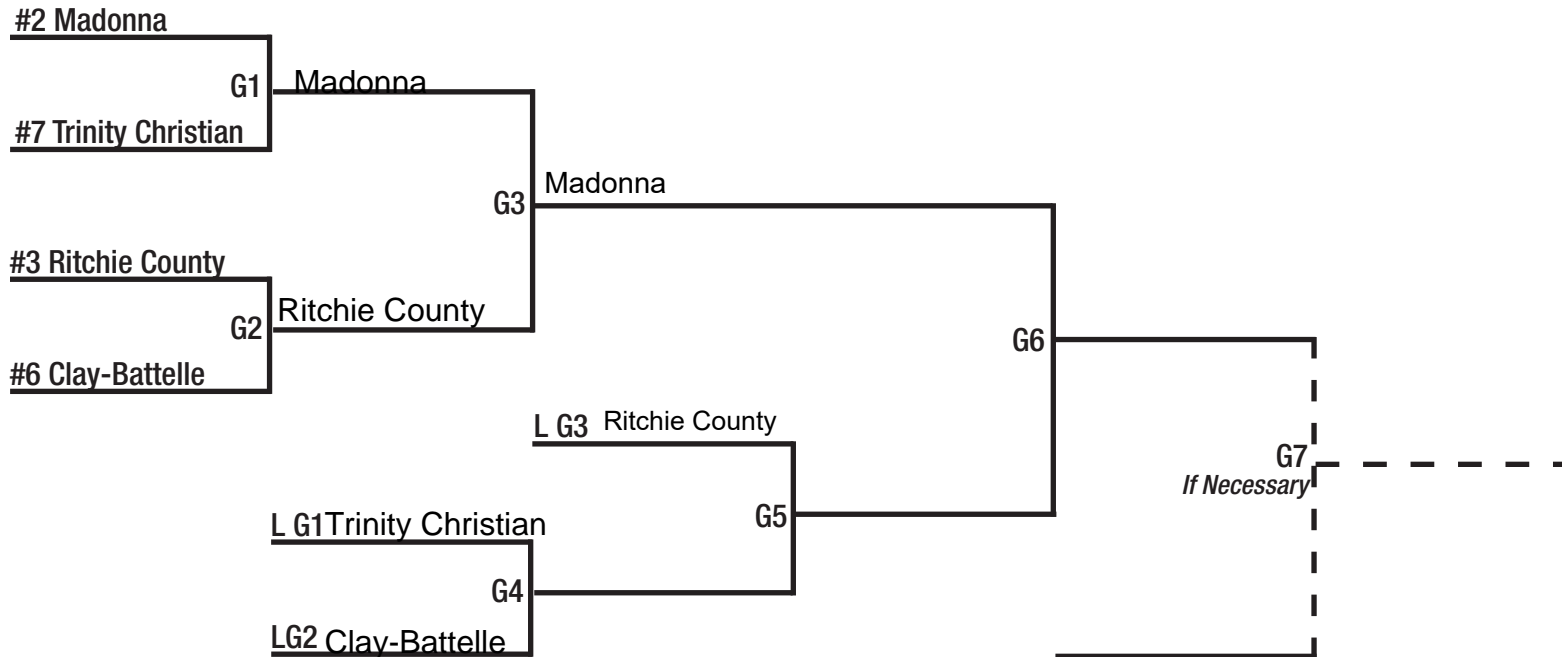 #2 Madonna
G1 Madonna
#7 Trinity Christian
G3 Madonna
#3 Ritchie County
G2 Ritchie County
#6 Clay-Battelle
G6
L G3 Ritchie County
G7
If Necessary
L G1 Trinity Christian
G5
G4
LG2 Clay-Battelle